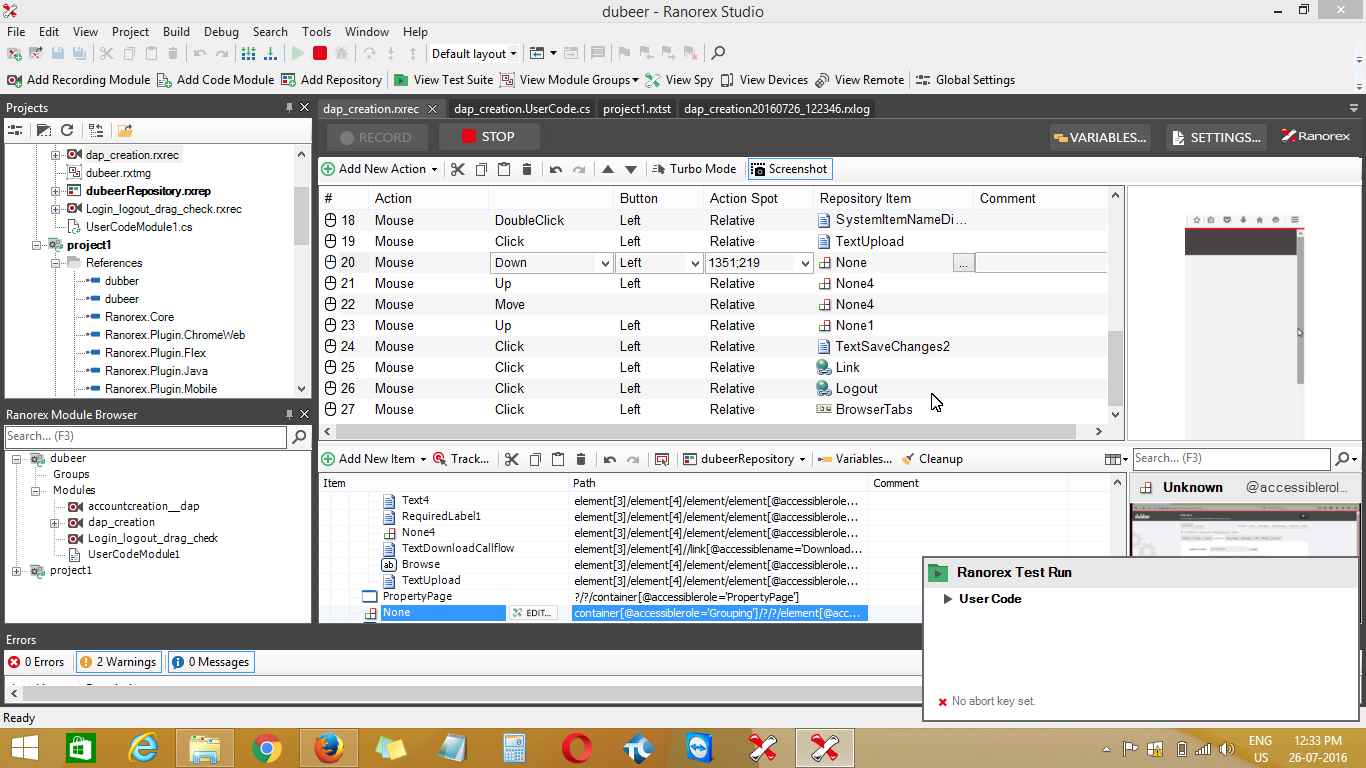 dubeer - Ranorex Studio
File Edit View Project Build Debug Search Tools Window Help
Default layout
Add Recording Module Add Code Module Add Repository View Test Suite View Module Groups View Spy View Devices View Remote Global Settings
Projects
dap_creation.rxrec
dubeer.rxtmg
dubeerRepository.rxrep
Login_logout_drag_check.rxrec
UserCodeModule1.cs
project1
References
dubber
dubeer
Ranorex.Core
Ranorex.Plugin.ChromeWeb
Ranorex.Plugin.Flex
Ranorex.Plugin.Java
Ranorex.Plugin.Mobile
Ranorex Module Browser
Search... (F3)
dubeer
Groups
Modules
accountcreation__dap
dap_creation
Login_logout_drag_check
UserCodeModule1
project1
dap_creation.rxrec dap_creation.UserCode.cs project1.rxtst dap_creation20160726_122346.rxlog
RECORD STOP VARIABLES... SETTINGS... Ranorex
Add New Action Turbo Mode Screenshot
# Action Button Action Spot Repository Item Comment
18 Mouse DoubleClick Left Relative SystemItemNameDi...
19 Mouse Click Left Relative TextUpload
20 Mouse Down Left 1351;219 None ...
21 Mouse Up Left Relative None4
22 Mouse Move Relative None4
23 Mouse Up Left Relative None1
24 Mouse Click Left Relative TextSaveChanges2
25 Mouse Click Left Relative Link
26 Mouse Click Left Relative Logout
27 Mouse Click Left Relative BrowserTabs
Add New Item Track... dubeerRepository Variables... Cleanup
Search... (F3)
Item Path Comment
Text4 element[3]/element[4]/element/element[@accessiblerole...
RequiredLabel1 element[3]/element[4]/element/element[@accessiblerole...
None4 element[3]/element[4]/element/element[@accessiblerole...
TextDownloadCallflow element[3]/element[4]//link[@accessiblename='Download...
ab Browse element[3]/element[4]/element/element[@accessiblerole...
TextUpload element[3]/element[4]/element/element[@accessiblerole...
PropertyPage ?/?/container[@accessiblerole='PropertyPage']
None EDIT... container[@accessiblerole='Grouping']/?/?/element[@acc...
Unknown @accessiblerol...
Ranorex Test Run
User Code
No abort key set.
Errors
0 Errors 2 Warnings 0 Messages
Ready
ENG
US
12:33 PM
26-07-2016